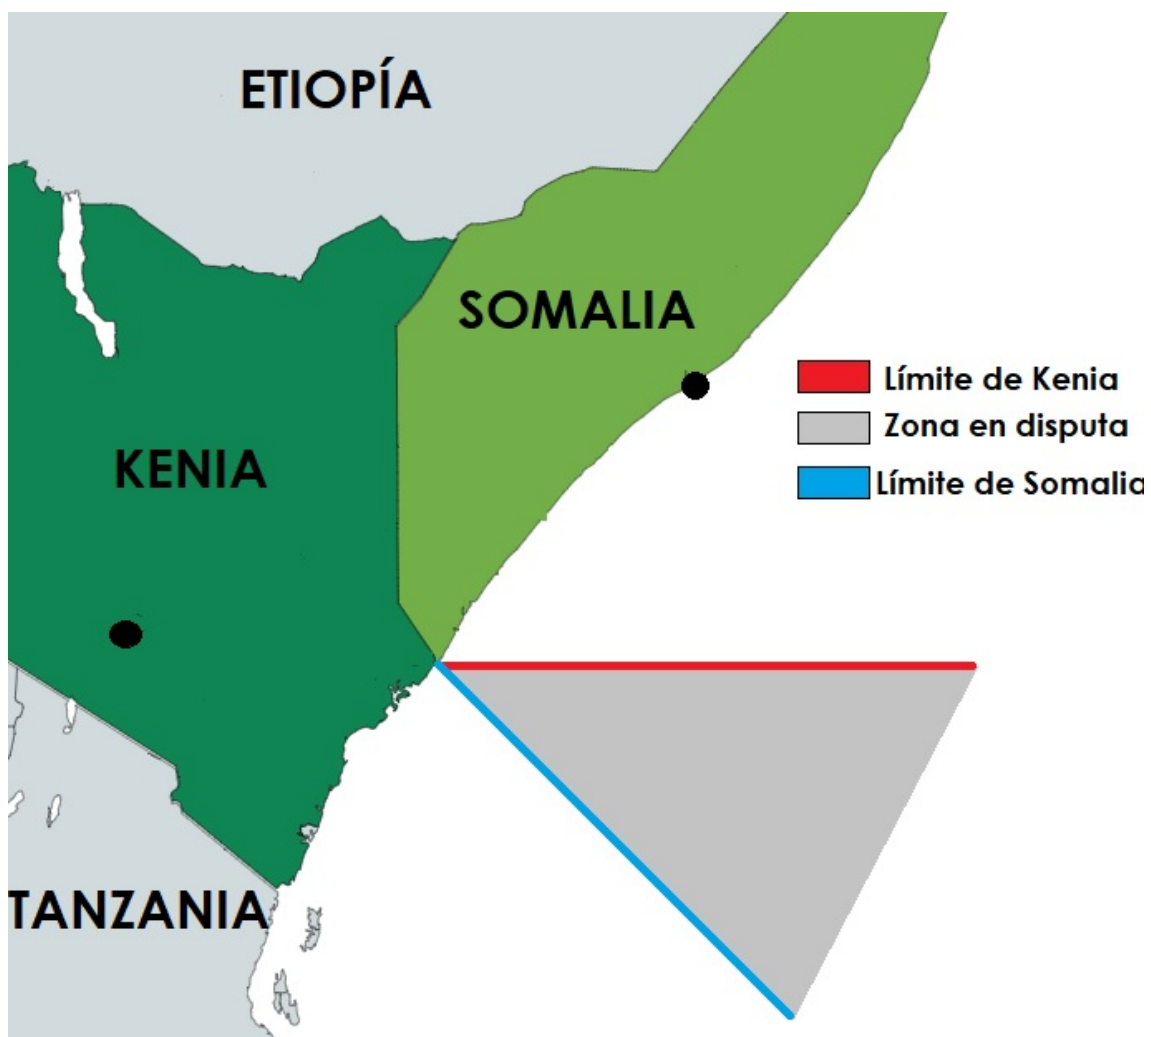 ETIOPÍA
SOMALIA
Límite de Kenia
Zona en disputa
KENIA
Límite de Somalia
TANZANIA